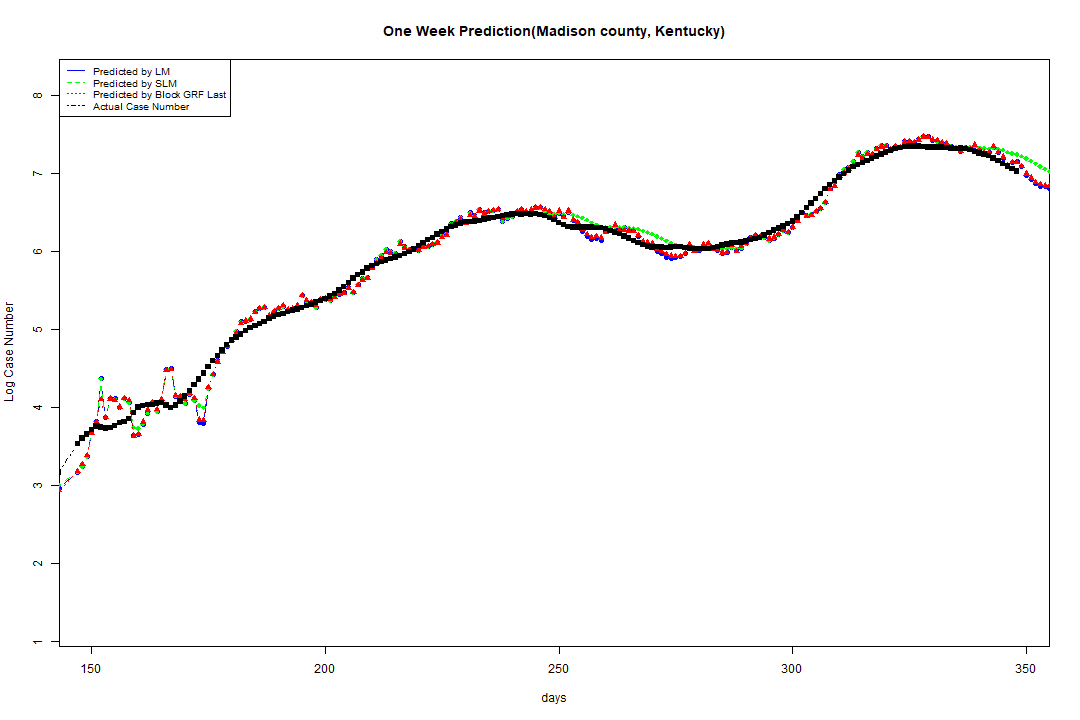 One Week Prediction(Madison county, Kentucky)
Predicted by LM
Predicted by SLM
Predicted by Block GRF Last
Actual Case Number
Log Case Number
8
7
6
5
4
3
2
1
150 200 250 300 350
days